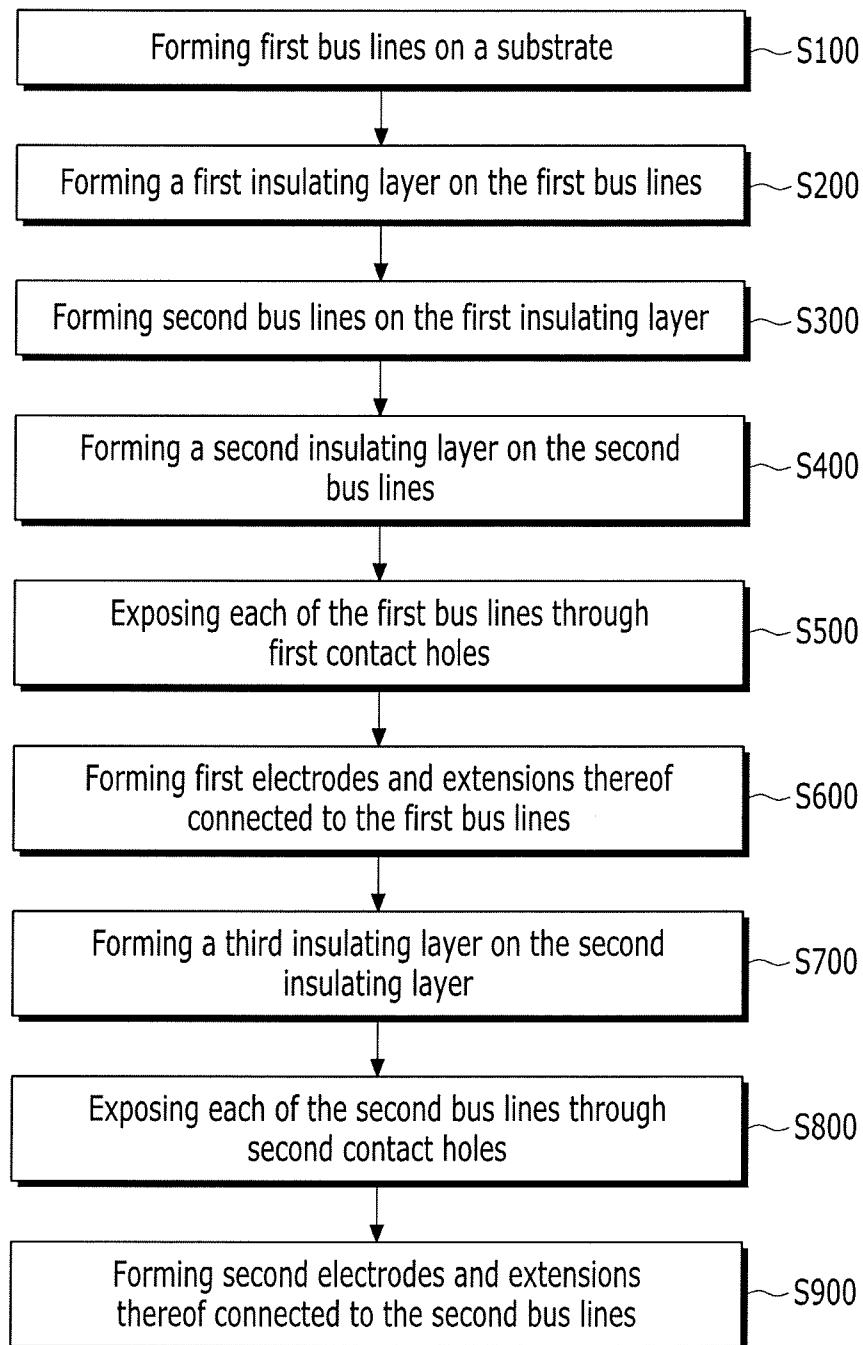 Forming first bus lines on a substrate
S100
Forming a first insulating layer on the first bus lines
S200
Forming second bus lines on the first insulating layer
S300
Forming a second insulating layer on the second
bus lines
S400
Exposing each of the first bus lines through
first contact holes
S500
Forming first electrodes and extensions thereof
connected to the first bus lines
S600
Forming a third insulating layer on the second
insulating layer
S700
Exposing each of the second bus lines through
second contact holes
S800
Forming second electrodes and extensions
thereof connected to the second bus lines
S900